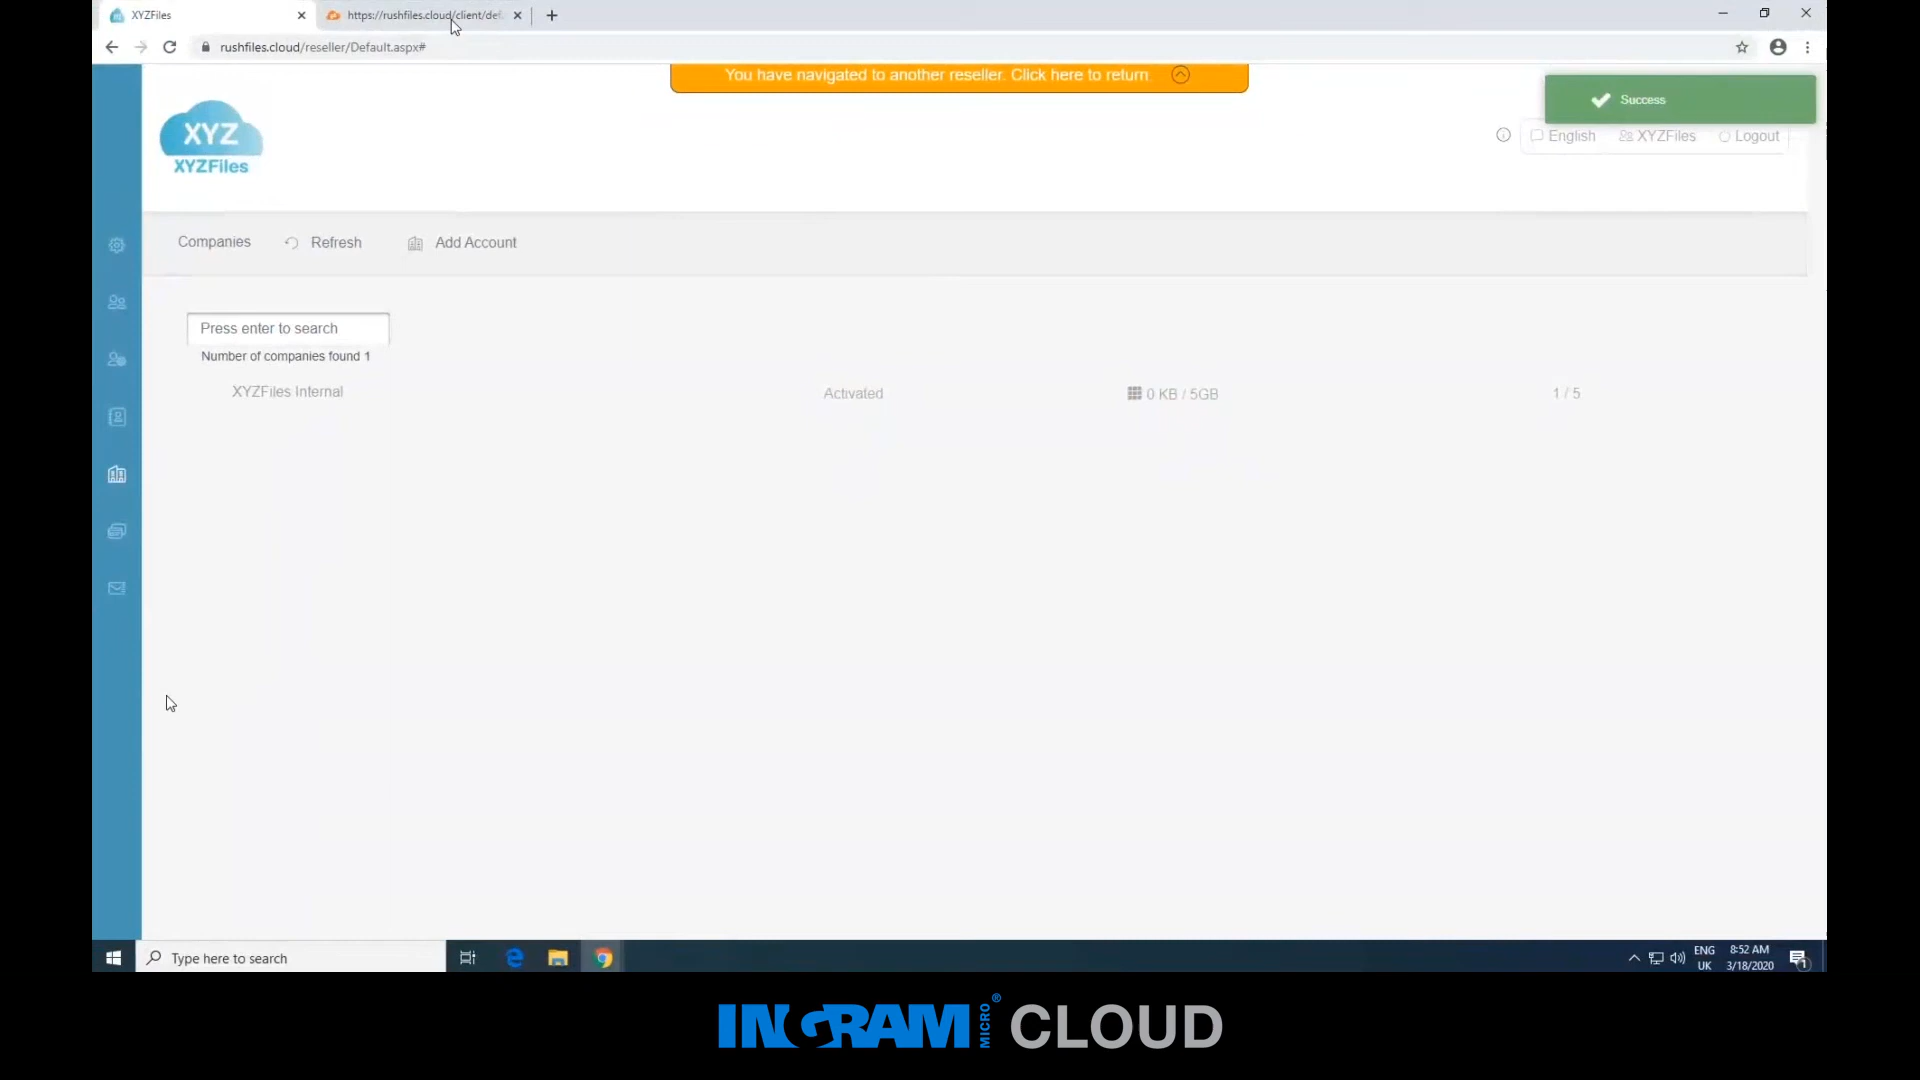 XYZFiles
https://rushfiles.cloud/client/def
rushfiles.cloud/reseller/Default.aspx#
You have navigated to another reseller. Click here to return
Success
XYZ
XYZFiles
English
XYZFiles
Logout
Companies
Refresh
Add Account
Press enter to search
Number of companies found 1
XYZFiles Internal
Activated
0 KB / 5GB
1 / 5
Type here to search
ENG
UK
8:52 AM
3/18/2020
1
INGRAM MICRO® CLOUD